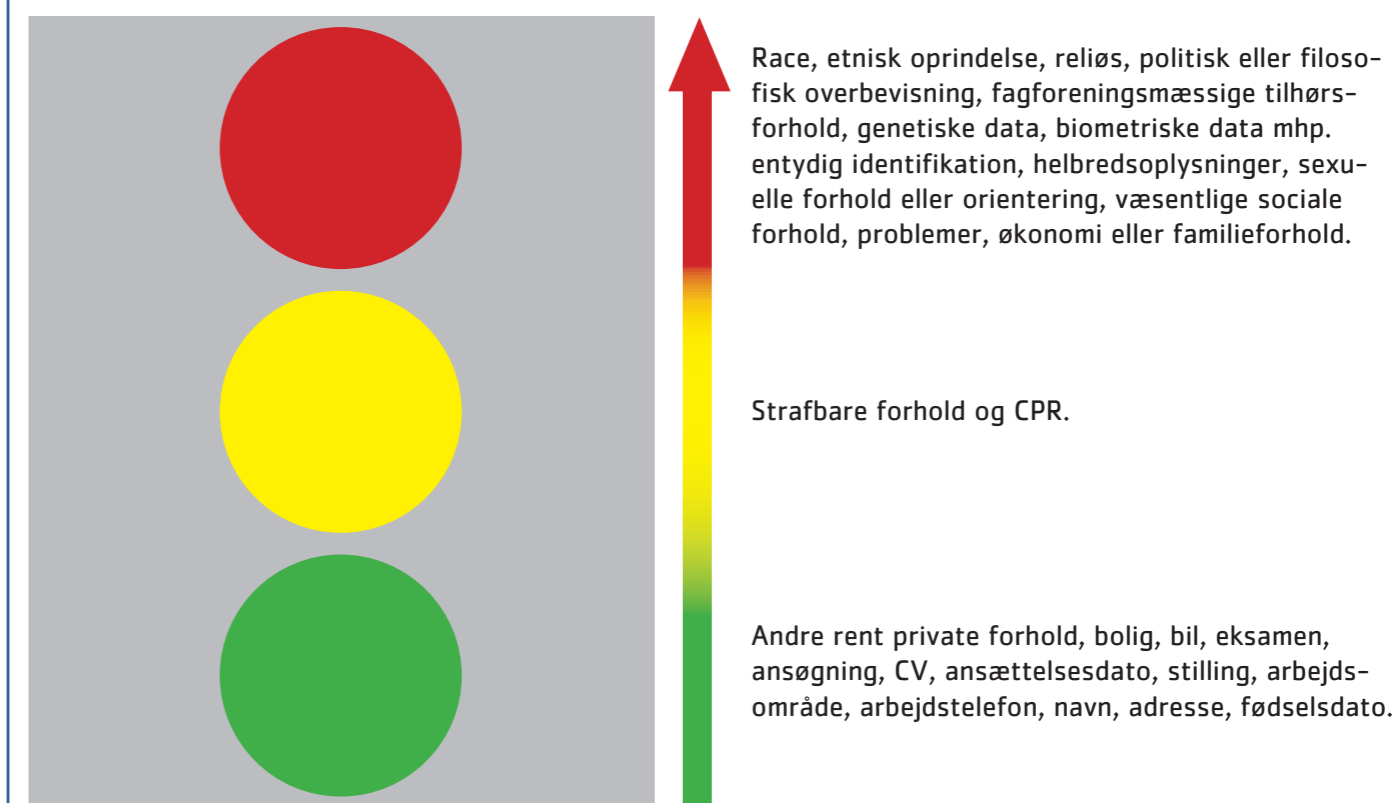 Race, etnisk oprindelse, reliøs, politisk eller filoso-
fisk overbevisning, fagforeningsmæssige tilhørs-
forhold, genetiske data, biometriske data mhp.
entydig identifikation, helbredsoplysninger, sexu-
elle forhold eller orientering, væsentlige sociale
forhold, problemer, økonomi eller familieforhold.
Strafbare forhold og CPR.
Andre rent private forhold, bolig, bil, eksamen,
ansøgning, CV, ansættelsesdato, stilling, arbejds-
område, arbejdstelefon, navn, adresse, fødselsdato.